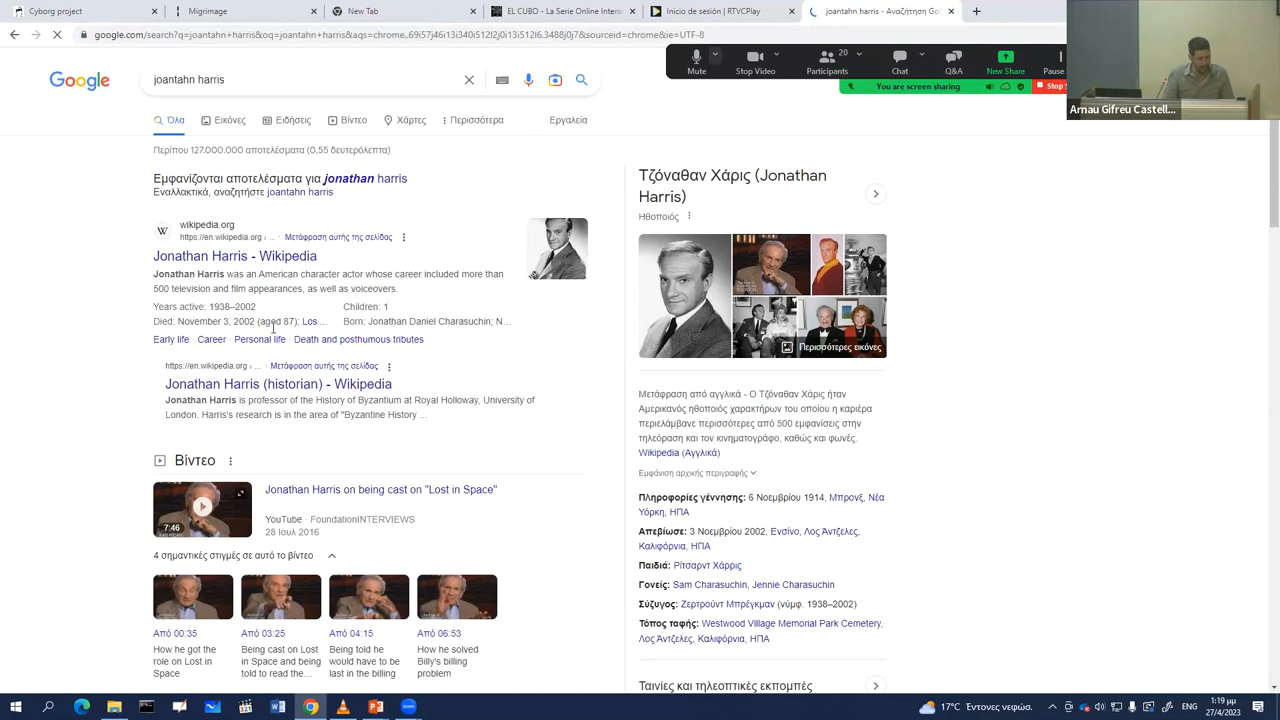 Cyborg project
Milgrimage
New Tab
EL CUBO - La Serie Online Intern
Inicio de sesión | RTVCPlay
joantahn harris - Αναζήτηση Go
google.com/search?q=joantahn+harris&oq=joantahn+harris&aqs=chrome..69i57j46i13i340i512l2j0i13i512l6.3488j0j7&sourceid=chrome&ie=UTF-8
20
Mute
Stop Video
Participants
Chat
Q&A
New Share
Pause
You are screen sharing
Stop S
Arnau Gifreu Castell...
Google
joantahn harris
Όλα
Εικόνες
Ειδήσεις
Βίντεο
Χάρτες
Περισσότερα
Εργαλεία
Περίπου 127.000.000 αποτελέσματα (0,55 δευτερόλεπτα)
Εμφανίζονται αποτελέσματα για jonathan harris
Εναλλακτικά, αναζητήστε joantahn harris
W
wikipedia.org
https://en.wikipedia.org › ... · Μετάφραση αυτής της σελίδας
Jonathan Harris - Wikipedia
Jonathan Harris was an American character actor whose career included more than
500 television and film appearances, as well as voiceovers.
Years active: 1938–2002
Children: 1
Died: November 3, 2002 (aged 87); Los ...
Born: Jonathan Daniel Charasuchin; N...
Early life · Career · Personal life · Death and posthumous tributes
https://en.wikipedia.org › ... · Μετάφραση αυτής της σελίδας
Jonathan Harris (historian) - Wikipedia
Jonathan Harris is professor of the History of Byzantium at Royal Holloway, University of
London. Harris's research is in the area of "Byzantine History ...
Βίντεο
Jonathan Harris on being cast on "Lost in Space"
YouTube · FoundationINTERVIEWS
28 Ιουλ 2016
7:46
4 σημαντικές στιγμές σε αυτό το βίντεο
Από 00:35
How he got the
role on Lost in
Space
Από 03:25
Being cast on Lost
in Space and being
told to read the...
Από 04:15
Being told he
would have to be
last in the billing
Από 06:53
How he solved
Billy's billing
problem
Τζόναθαν Χάρις (Jonathan
Harris)
Ηθοποιός
Περισσότερες εικόνες
Μετάφραση από αγγλικά - Ο Τζόναθαν Χάρις ήταν
Αμερικανός ηθοποιός χαρακτήρων του οποίου η καριέρα
περιελάμβανε περισσότερες από 500 εμφανίσεις στην
τηλεόραση και τον κινηματογράφο, καθώς και φωνές.
Wikipedia (Αγγλικά)
Εμφάνιση αρχικής περιγραφής
Πληροφορίες γέννησης: 6 Νοεμβρίου 1914, Μπρονξ, Νέα
Υόρκη, ΗΠΑ
Απεβίωσε: 3 Νοεμβρίου 2002, Ενσίνο, Λος Άντζελες,
Καλιφόρνια, ΗΠΑ
Παιδιά: Ρίτσαρντ Χάρρις
Γονείς: Sam Charasuchin, Jennie Charasuchin
Σύζυγος: Ζερτρούντ Μπρέγκμαν (νύμφ. 1938–2002)
Τόπος ταφής: Westwood Village Memorial Park Cemetery,
Λος Άντζελες, Καλιφόρνια, ΗΠΑ
Ταινίες και τηλεοπτικές εκπομπές
17°C Έντονες νεφώσ.
ENG
1:19 μμ
27/4/2023